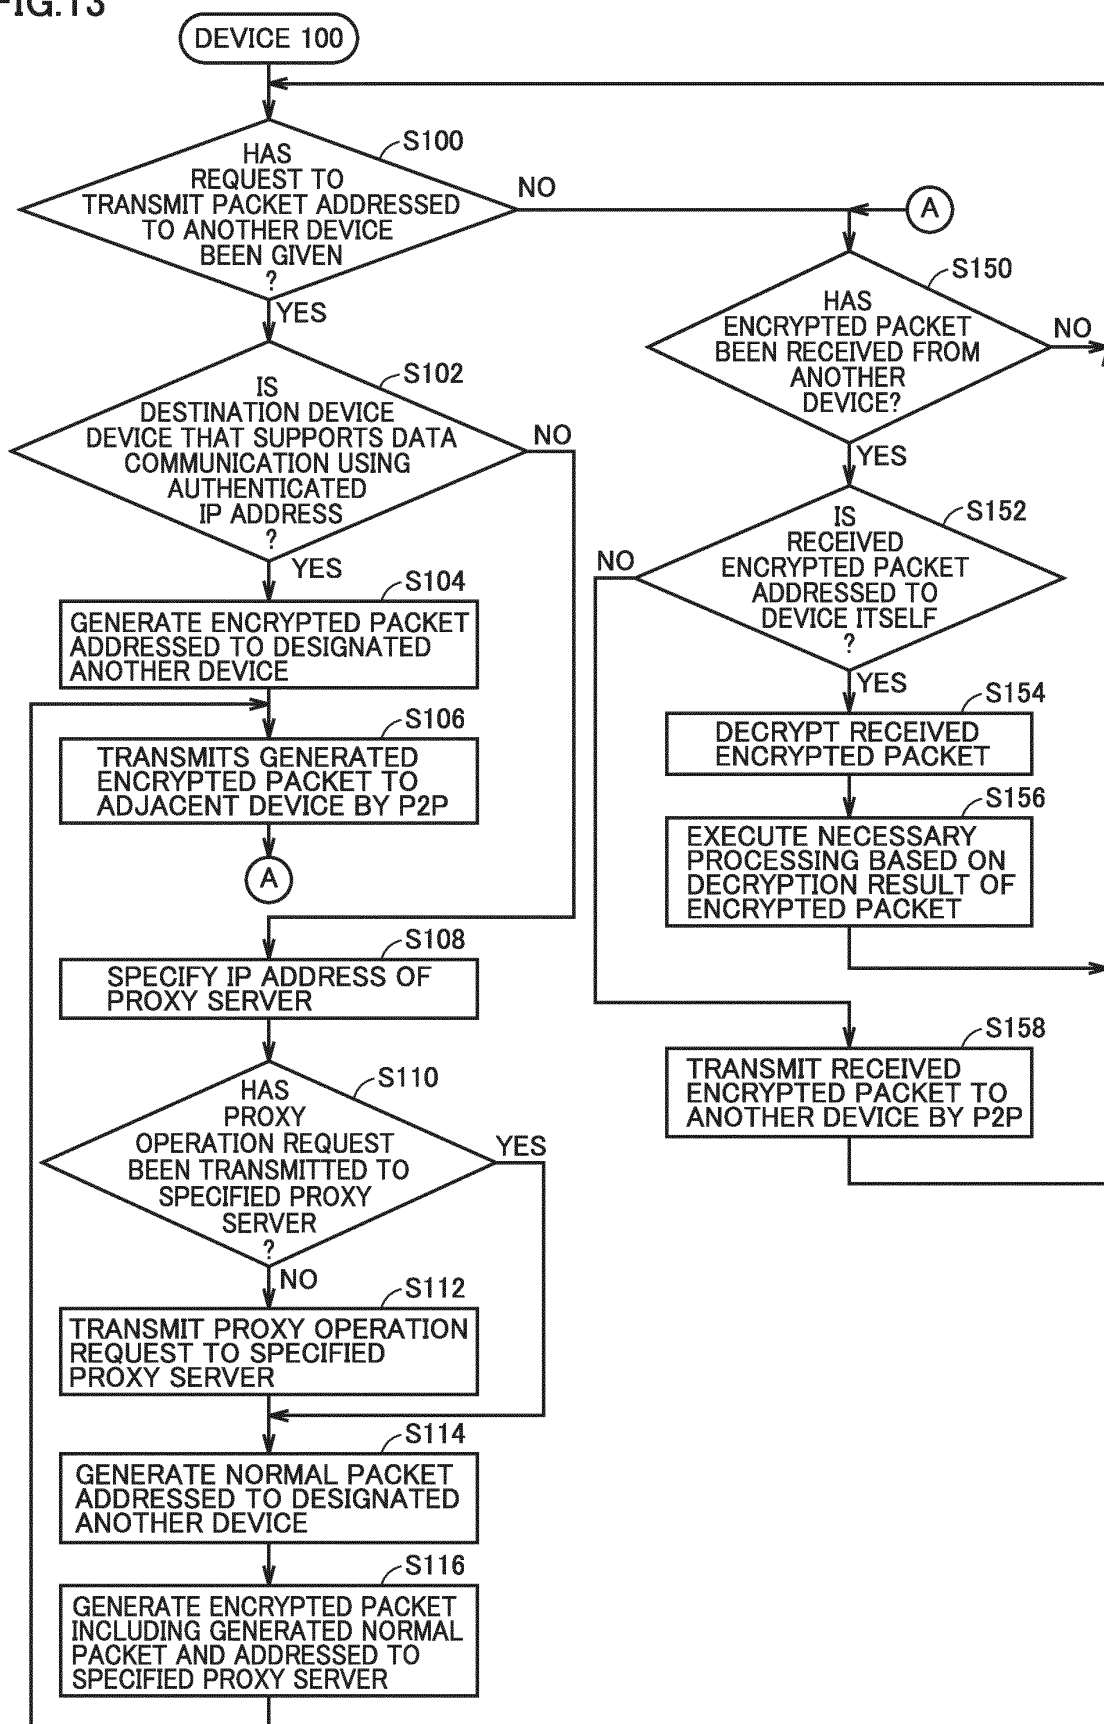 FIG.13
DEVICE 100
S100
HAS
REQUEST TO
TRANSMIT PACKET ADDRESSED
TO ANOTHER DEVICE
BEEN GIVEN
?
NO
YES
S102
IS
DESTINATION DEVICE
DEVICE THAT SUPPORTS DATA
COMMUNICATION USING
AUTHENTICATED
IP ADDRESS
?
NO
YES
S104
GENERATE ENCRYPTED PACKET
ADDRESSED TO DESIGNATED
ANOTHER DEVICE
S106
TRANSMITS GENERATED
ENCRYPTED PACKET TO
ADJACENT DEVICE BY P2P
A
S108
SPECIFY IP ADDRESS OF
PROXY SERVER
S110
HAS
PROXY
OPERATION REQUEST
BEEN TRANSMITTED TO
SPECIFIED PROXY
SERVER
?
YES
NO
S112
TRANSMIT PROXY OPERATION
REQUEST TO SPECIFIED
PROXY SERVER
S114
GENERATE NORMAL PACKET
ADDRESSED TO DESIGNATED
ANOTHER DEVICE
S116
GENERATE ENCRYPTED PACKET
INCLUDING GENERATED NORMAL
PACKET AND ADDRESSED TO
SPECIFIED PROXY SERVER
A
S150
HAS
ENCRYPTED PACKET
BEEN RECEIVED FROM
ANOTHER
DEVICE?
NO
YES
S152
IS
RECEIVED
ENCRYPTED PACKET
ADDRESSED TO
DEVICE ITSELF
?
NO
YES
S154
DECRYPT RECEIVED
ENCRYPTED PACKET
S156
EXECUTE NECESSARY
PROCESSING BASED ON
DECRYPTION RESULT OF
ENCRYPTED PACKET
S158
TRANSMIT RECEIVED
ENCRYPTED PACKET TO
ANOTHER DEVICE BY P2P